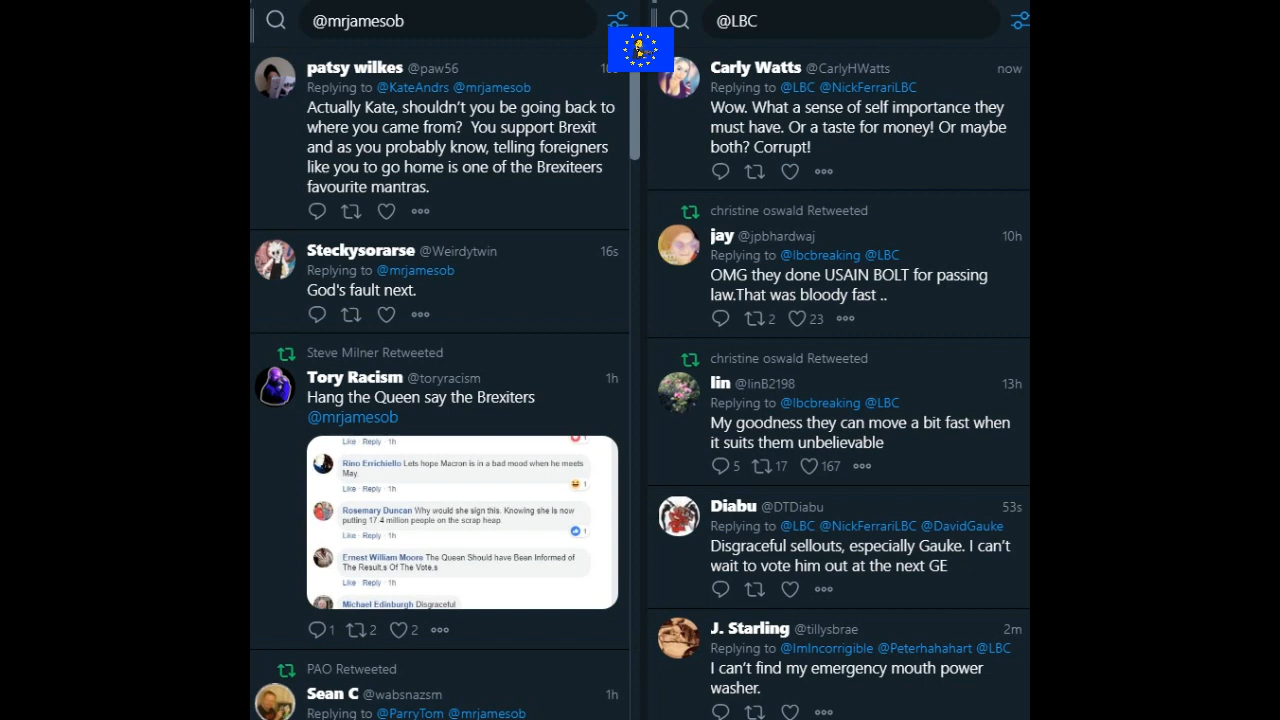 @mrjamesob
patsy wilkes @paw56
Replying to @KateAndrs @mrjamesob
Actually Kate, shouldn't you be going back to
where you came from?  You support Brexit
and as you probably know, telling foreigners
like you to go home is one of the Brexiteers
favourite mantras.
Steckysorarse @Weirdytwin 16s
Replying to @mrjamesob
God's fault next.
Steve Milner Retweeted
Tory Racism @toryracism 1h
Hang the Queen say the Brexiters
@mrjamesob
Like · Reply · 1h 1
Rino Errichiello Lets hope Macron is in a bad mood when he meets
May.
Like · Reply · 1h 1
Rosemary Duncan Why would she sign this. Knowing she is now
putting 17.4 million people on the scrap heap
Like · Reply · 1h 1
Ernest William Moore The Queen Should have Been Informed of
The Result.s Of The Vote.s
Like · Reply · 1h
Michael Edinburgh Disgraceful
1 2 2
PAO Retweeted
Sean C @wabsnazsm 1h
Replying to @ParryTom @mrjamesob
@LBC
Carly Watts @CarlyHWatts now
Replying to @LBC @NickFerrariLBC
Wow. What a sense of self importance they
must have. Or a taste for money! Or maybe
both? Corrupt!
christine oswald Retweeted
jay @jpbhardwaj 10h
Replying to @lbcbreaking @LBC
OMG they done USAIN BOLT for passing
law.That was bloody fast ..
2 23
christine oswald Retweeted
lin @linB2198 13h
Replying to @lbcbreaking @LBC
My goodness they can move a bit fast when
it suits them unbelievable
5 17 167
Diabu @DTDiabu 53s
Replying to @LBC @NickFerrariLBC @DavidGauke
Disgraceful sellouts, especially Gauke. I can't
wait to vote him out at the next GE
J. Starling @tillysbrae 2m
Replying to @ImIncorrigible @Peterhahahart @LBC
I can't find my emergency mouth power
washer.